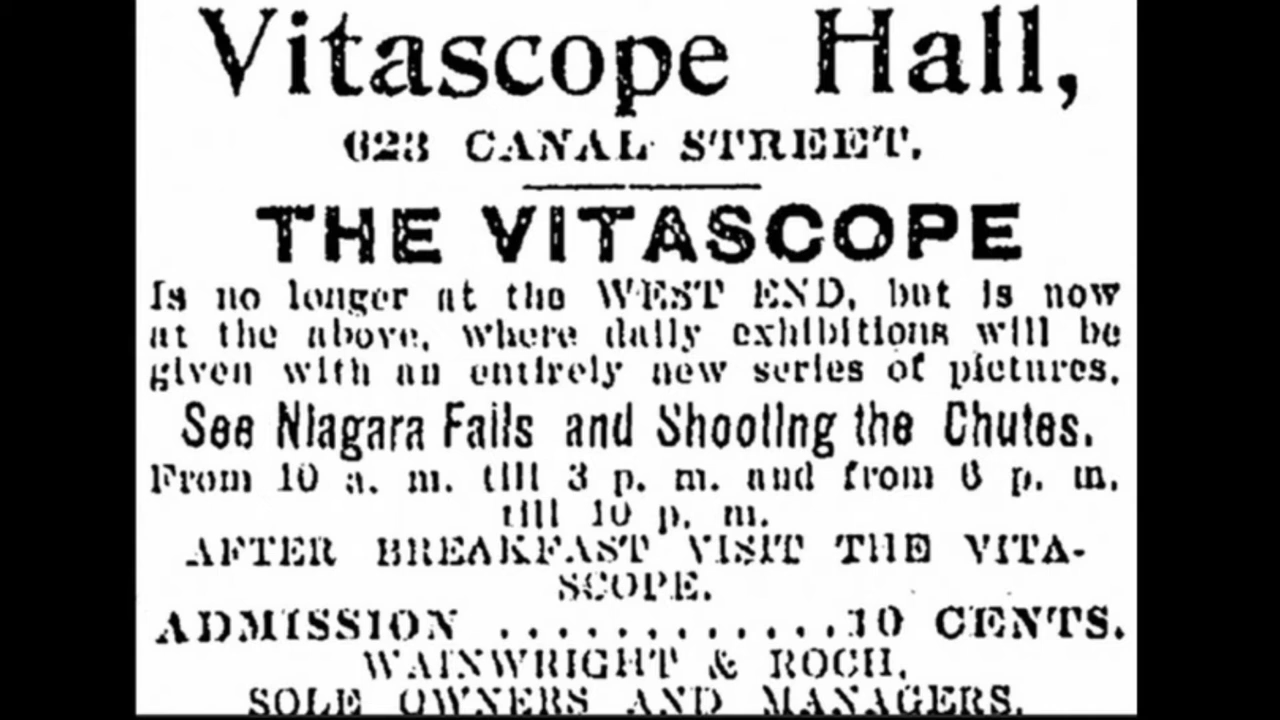 Vitascope Hall,
623 CANAL STREET.
THE VITASCOPE
Is no longer at the WEST END, but is now
at the above, where daily exhibitions will be
given with an entirely new series of pictures.
See Niagara Falls and Shooting the Chutes.
From 10 a. m. till 3 p. m. and from 6 p. m.
till 10 p. m.
AFTER BREAKFAST VISIT THE VITA-
SCOPE.
ADMISSION .............10 CENTS.
WAINWRIGHT & ROCK,
SOLE OWNERS AND MANAGERS.